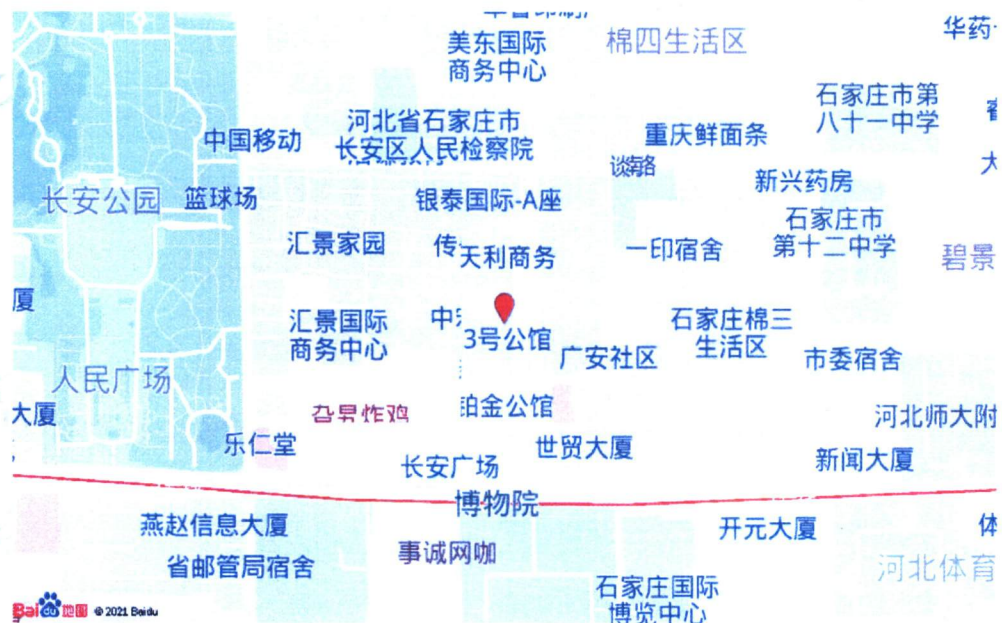 美东国际
商务中心
棉四生活区
华药
石家庄市第
八十一中学
河北省石家庄市
长安区人民检察院
中国移动
重庆鲜面条
谈南路
大
新兴药房
长安公园
篮球场
银泰国际-A座
石家庄市
第十二中学
汇景家园
传
天利商务
一印宿舍
碧景
厦
汇景国际
商务中心
中
3号公馆
石家庄棉三
生活区
广安社区
市委宿舍
人民广场
大厦
炸鸡
铂金公馆
河北师大附
乐仁堂
世贸大厦
长安广场
新闻大厦
博物院
燕赵信息大厦
开元大厦
体
事诚网咖
省邮管局宿舍
河北体育
石家庄国际
博览中心
Bai du 地图 © 2021 Baidu